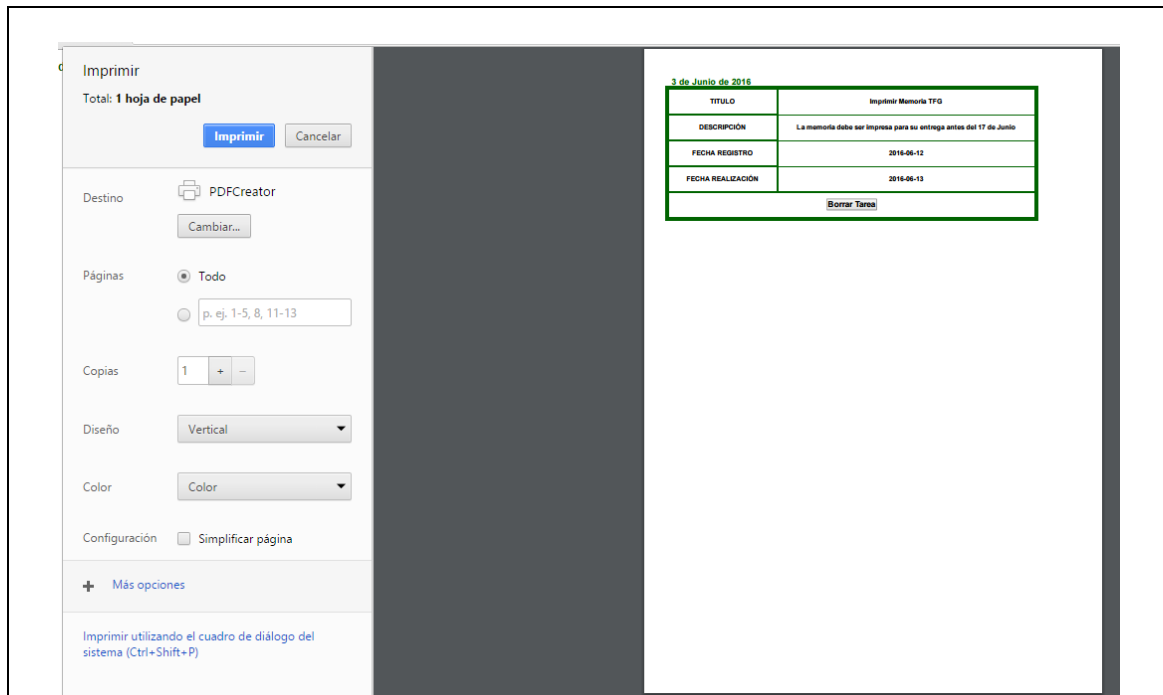 Imprimir
Total: 1 hoja de papel
Imprimir Cancelar
Destino PDFCreator
Cambiar...
Páginas Todo
p. ej. 1-5, 8, 11-13
Copias 1 + −
Diseño Vertical
Color Color
Configuración Simplificar página
+ Más opciones
Imprimir utilizando el cuadro de diálogo del
sistema (Ctrl+Shift+P)
3 de Junio de 2016
TITULO Imprimir Memoria TFG
DESCRIPCIÓN La memoria debe ser impresa para su entrega antes del 17 de Junio
FECHA REGISTRO 2016-06-12
FECHA REALIZACIÓN 2016-06-13
Borrar Tarea